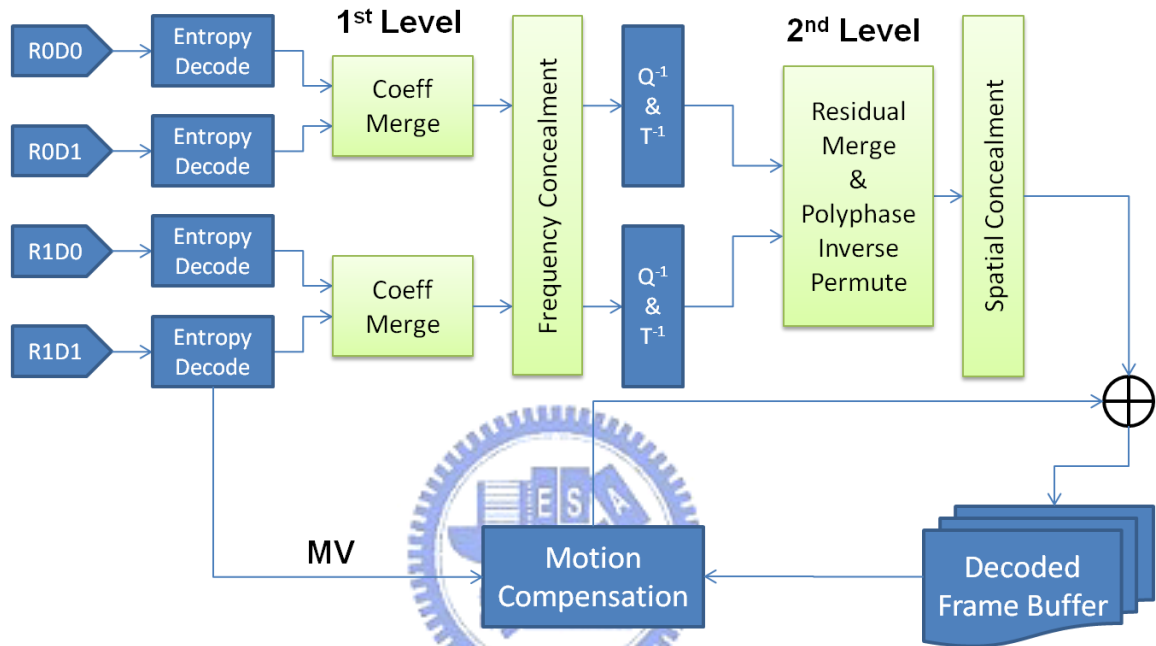 1st Level
2nd Level
R0D0
Entropy
Decode
R0D1
Entropy
Decode
R1D0
Entropy
Decode
R1D1
Entropy
Decode
Coeff
Merge
Coeff
Merge
Frequency Concealment
Q-1
&
T-1
Q-1
&
T-1
Residual
Merge
&
Polyphase
Inverse
Permute
Spatial Concealment
MV
E S A
Motion
Compensation
Decoded
Frame Buffer